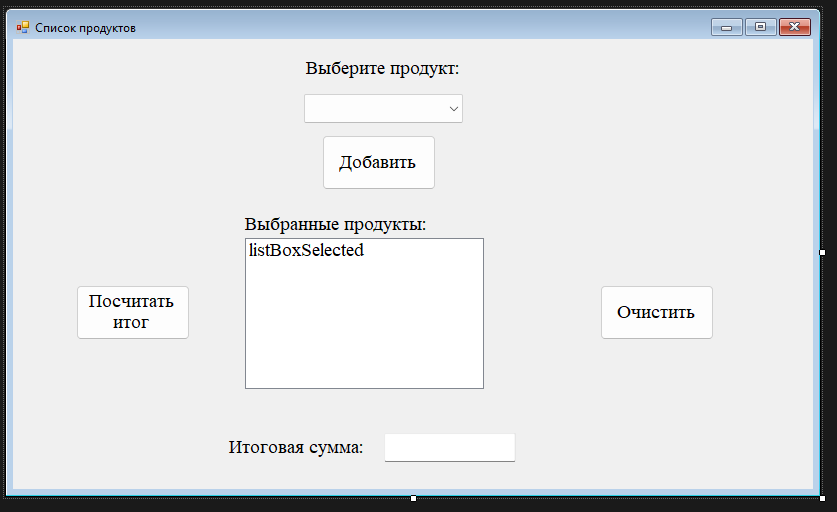 Список продуктов
Выберите продукт:
Добавить
Выбранные продукты:
listBoxSelected
Посчитать
итог
Очистить
Итоговая сумма: